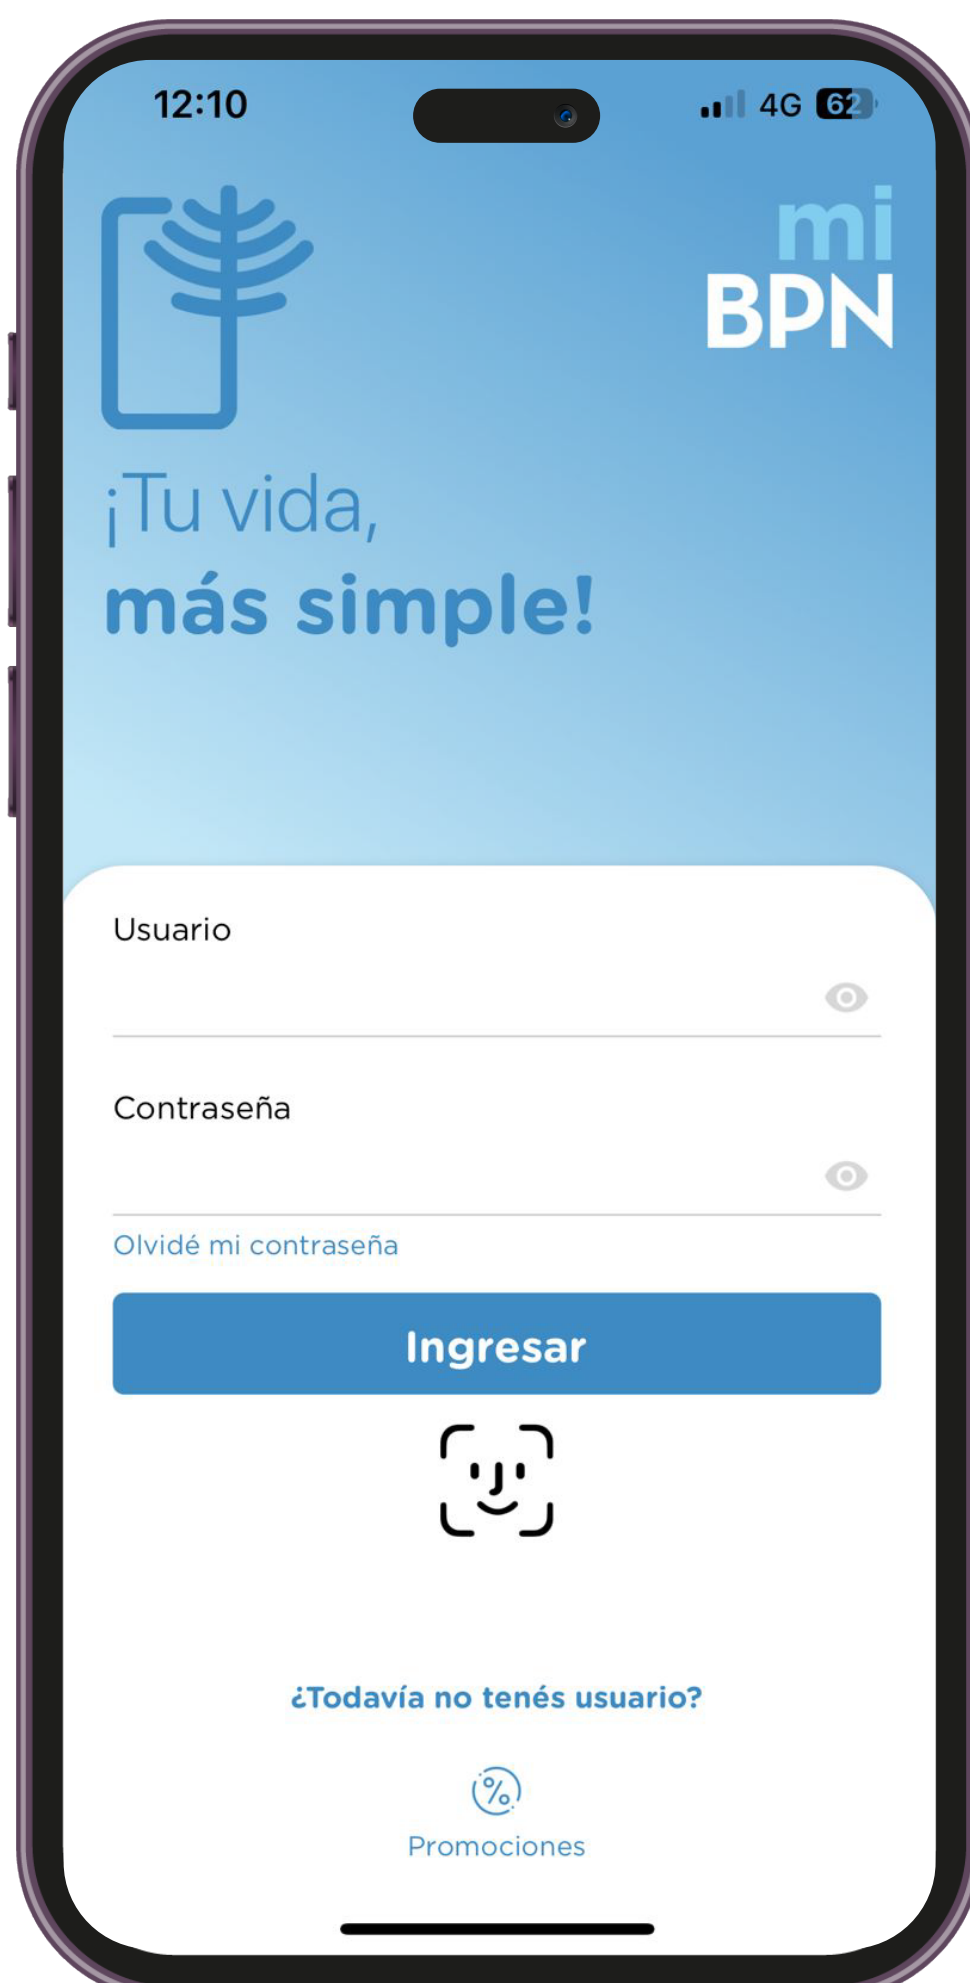 12:10
4G 62
mi
BPN
¡Tu vida,
más simple!
Usuario
Contraseña
Olvidé mi contraseña
Ingresar
¿Todavía no tenés usuario?
%
Promociones